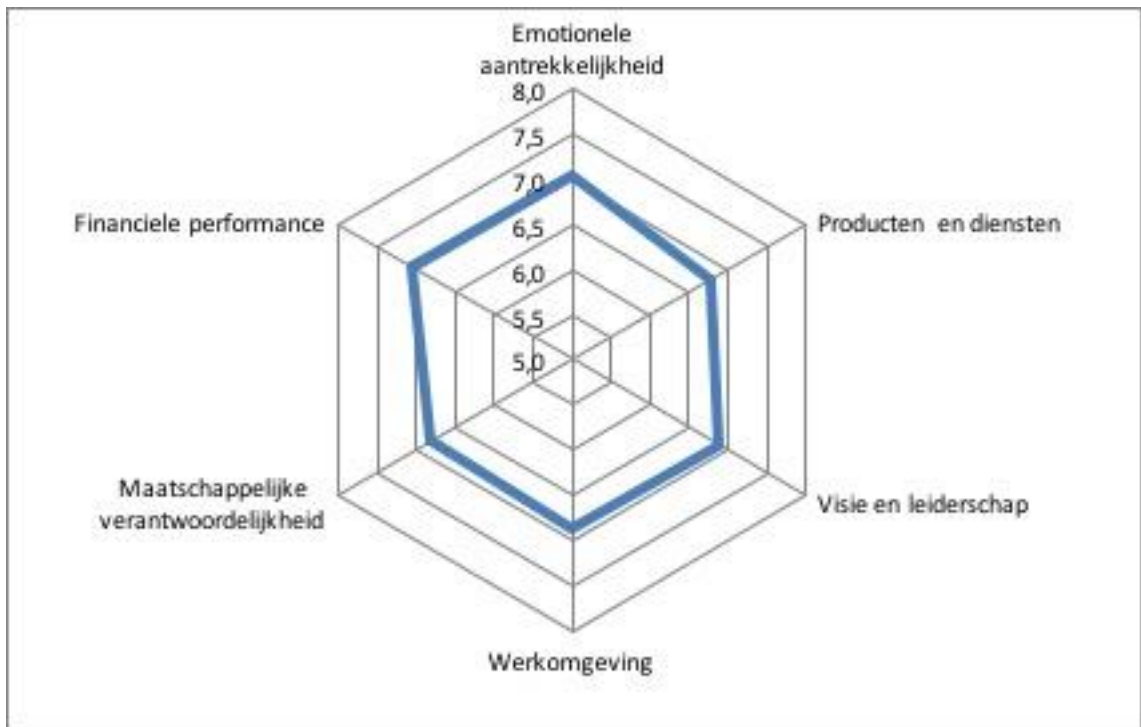 Emotionele
aantrekkelijkheid
8,0
7,5
7,0
6,5
6,0
5,5
5,0
Financiele performance
Producten  en diensten
Maatschappelijke
verantwoordelijkheid
Visie en leiderschap
Werkomgeving